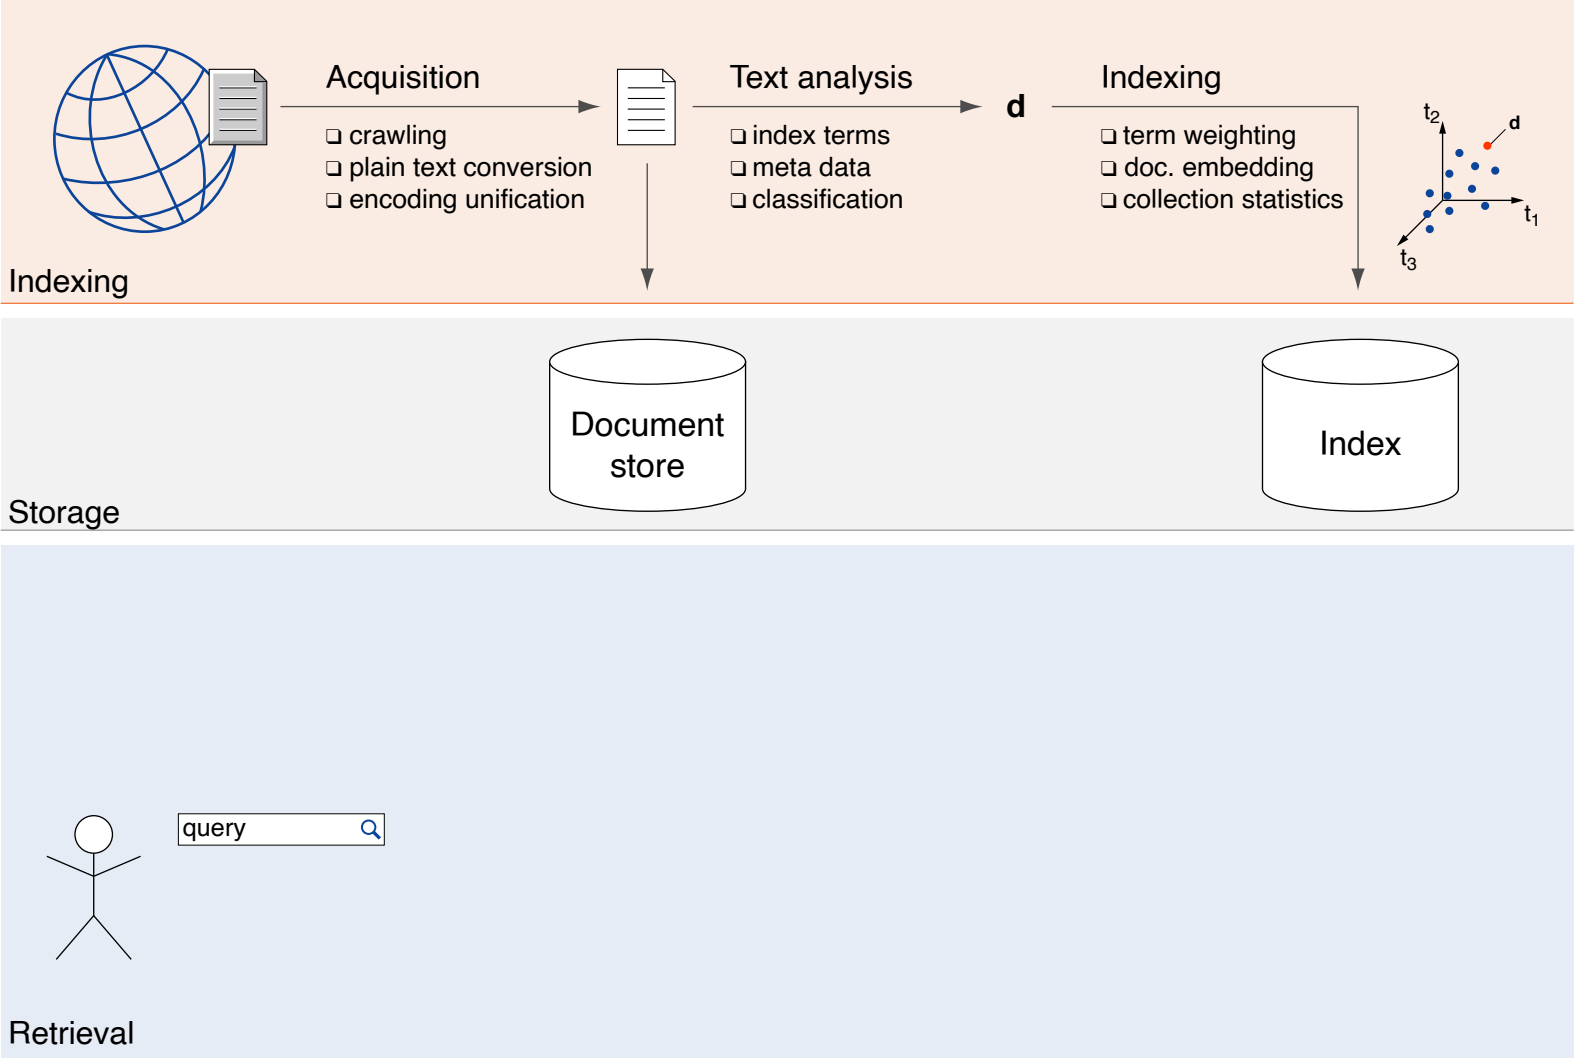 Acquisition
❏ crawling
❏ plain text conversion
❏ encoding unification
Text analysis
❏ index terms
❏ meta data
❏ classification
d
Indexing
❏ term weighting
❏ doc. embedding
❏ collection statistics
t2
d
t1
t3
Indexing
Document
store
Index
Storage
query
Retrieval